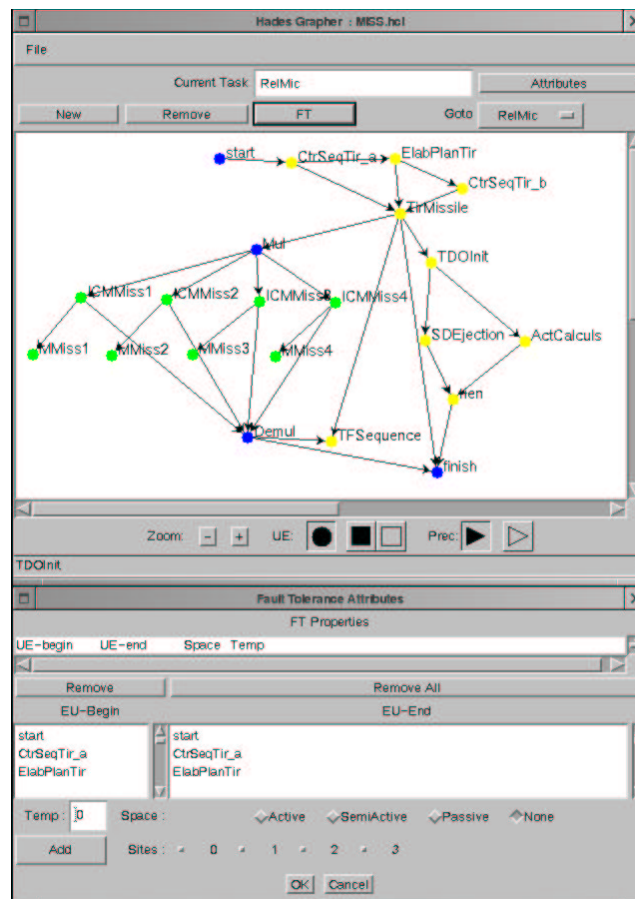 Hades Grapher : MISS.hcl
File
Current Task RelMic Attributes
New Remove FT Goto RelMic
start CtrSeqTir_a ElabPlanTir
CtrSeqTir_b
TirMissile
Mul
TDOInit
ICMMiss1 ICMMiss2 ICMMiss3 ICMMiss4
MMiss1 MMiss2 MMiss3 MMiss4
SDEjection ActCalculs
rien
Demul TFSequence
finish
Zoom: - + UE: Prec:
TDOInit
Fault Tolerance Attributes
FT Properties
UE-begin UE-end Space Temp
Remove Remove All
EU-Begin EU-End
start start
CtrSeqTir_a CtrSeqTir_a
ElabPlanTir ElabPlanTir
Temp : 0 Space : Active SemiActive Passive None
Add Sites : 0 1 2 3
OK Cancel